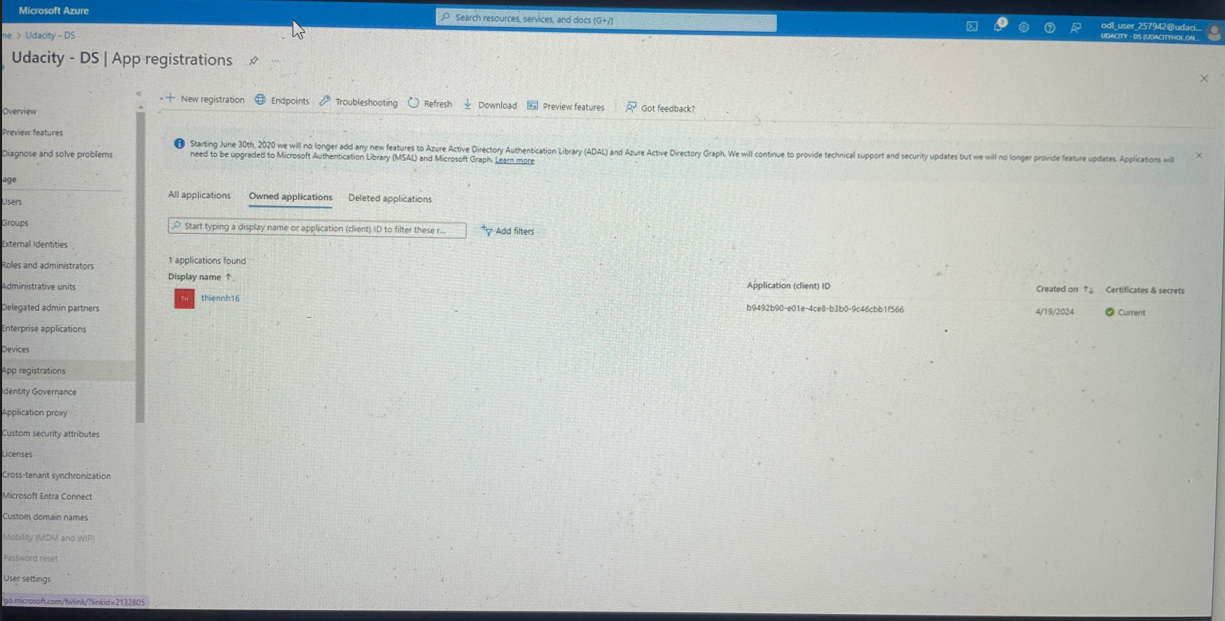 Microsoft Azure
Search resources, services, and docs (G+/)
adl_user_257942@udaci...
UDACITY - DS (UDACITYHOLON...
me > Udacity - DS
Udacity - DS | App registrations
New registration
Endpoints
Troubleshooting
Refresh
Download
Preview features
Got feedback?
Overview
Preview features
Diagnose and solve problems
age
Users
Groups
External Identities
Roles and administrators
Administrative units
Delegated admin partners
Enterprise applications
Devices
App registrations
Identity Governance
Application proxy
Custom security attributes
Licenses
Cross-tenant synchronization
Microsoft Entra Connect
Custom domain names
Mobility (MDM and WIP)
Password reset
User settings
go.microsoft.com/fwlink/?linkid=2132805
Starting June 30th, 2020 we will no longer add any new features to Azure Active Directory Authentication Library (ADAL) and Azure Active Directory Graph. We will continue to provide technical support and security updates but we will no longer provide feature updates. Applications will
need to be upgraded to Microsoft Authentication Library (MSAL) and Microsoft Graph. Learn more
All applications
Owned applications
Deleted applications
Start typing a display name or application (client) ID to filter these r...
Add filters
1 applications found
Display name ↑
Application (client) ID
Created on ↑↓
Certificates & secrets
TH
thiennh16
b9492b90-e01e-4ce8-b3b0-9c46cbb1f566
4/19/2024
Current